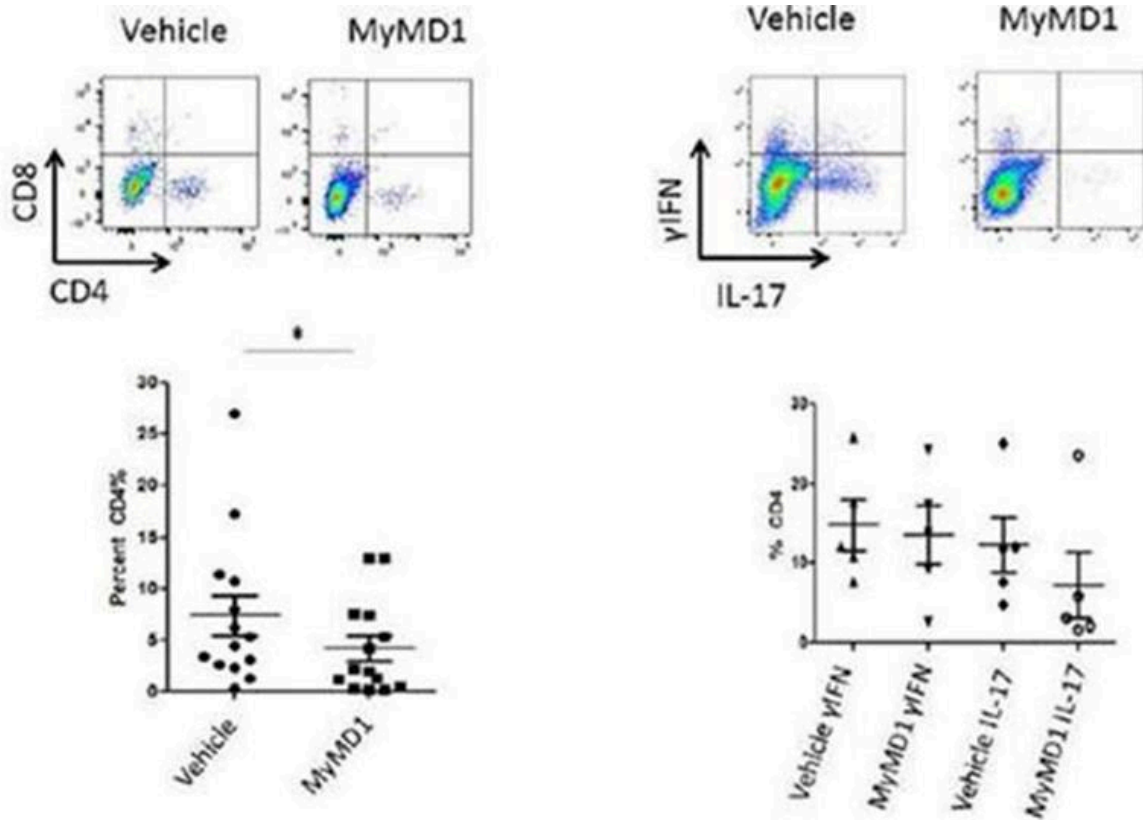 Vehicle
MyMD1
CD8
CD4
Vehicle
MyMD1
γIFN
IL-17
Percent CD4%
30
25
20
15
10
5
0
Vehicle
MyMD1
% CD4
30
20
10
0
Vehicle γIFN
MyMD1 γIFN
Vehicle IL-17
MyMD1 IL-17